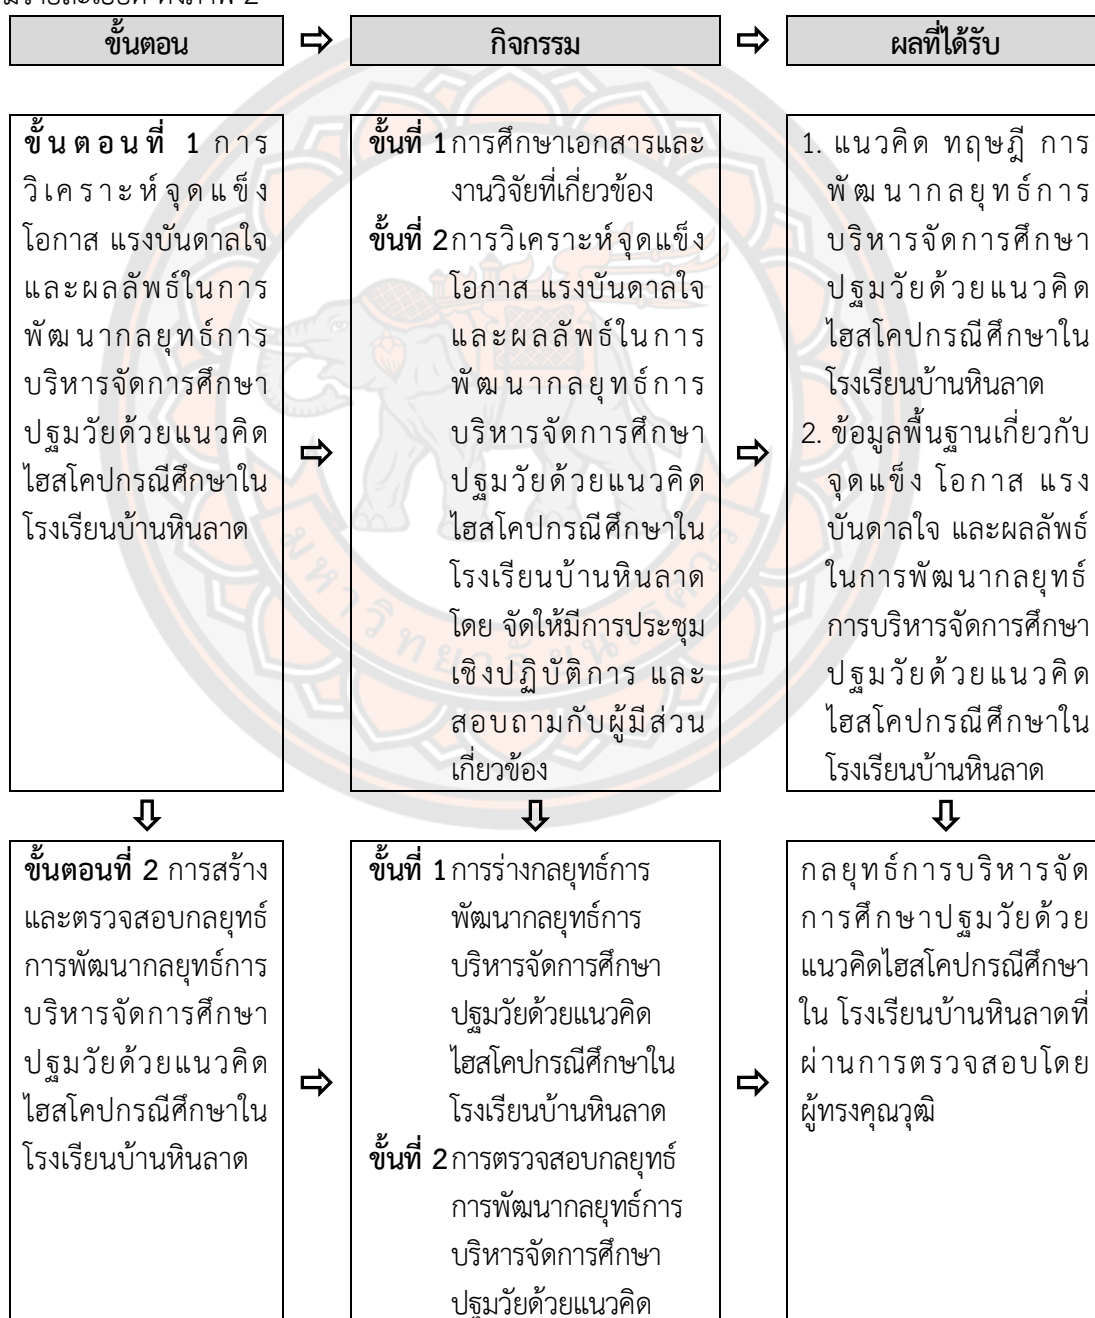 ขั้นตอน
กิจกรรม
ผลที่ได้รับ
ขั้นตอนที่ 1 การ
วิเคราะห์จุดแข็ง
โอกาส แรงบันดาลใจ
และผลลัพธ์ในการ
พัฒนากลยุทธ์การ
บริหารจัดการศึกษา
ปฐมวัยด้วยแนวคิด
ไฮสโคปกรณีศึกษาใน
โรงเรียนบ้านหินลาด
ขั้นที่ 1 การศึกษาเอกสารและ
งานวิจัยที่เกี่ยวข้อง
ขั้นที่ 2 การวิเคราะห์จุดแข็ง
โอกาส แรงบันดาลใจ
และผลลัพธ์ในการ
พัฒนากลยุทธ์การ
บริหารจัดการศึกษา
ปฐมวัยด้วยแนวคิด
ไฮสโคปกรณีศึกษาใน
โรงเรียนบ้านหินลาด
โดย จัดให้มีการประชุม
เชิงปฏิบัติการ และ
สอบถามกับผู้มีส่วน
เกี่ยวข้อง
1. แนวคิด ทฤษฎี การ
พัฒนากลยุทธ์การ
บริหารจัดการศึกษา
ปฐมวัยด้วยแนวคิด
ไฮสโคปกรณีศึกษาใน
โรงเรียนบ้านหินลาด
2. ข้อมูลพื้นฐานเกี่ยวกับ
จุดแข็ง โอกาส แรง
บันดาลใจ และผลลัพธ์
ในการพัฒนากลยุทธ์
การบริหารจัดการศึกษา
ปฐมวัยด้วยแนวคิด
ไฮสโคปกรณีศึกษาใน
โรงเรียนบ้านหินลาด
ขั้นตอนที่ 2 การสร้าง
และตรวจสอบกลยุทธ์
การพัฒนากลยุทธ์การ
บริหารจัดการศึกษา
ปฐมวัยด้วยแนวคิด
ไฮสโคปกรณีศึกษาใน
โรงเรียนบ้านหินลาด
ขั้นที่ 1 การร่างกลยุทธ์การ
พัฒนากลยุทธ์การ
บริหารจัดการศึกษา
ปฐมวัยด้วยแนวคิด
ไฮสโคปกรณีศึกษาใน
โรงเรียนบ้านหินลาด
ขั้นที่ 2 การตรวจสอบกลยุทธ์
การพัฒนากลยุทธ์การ
บริหารจัดการศึกษา
ปฐมวัยด้วยแนวคิด
กลยุทธ์การบริหารจัด
การศึกษาปฐมวัยด้วย
แนวคิดไฮสโคปกรณีศึกษา
ใน โรงเรียนบ้านหินลาดที่
ผ่านการตรวจสอบโดย
ผู้ทรงคุณวุฒิ
มหาวิทยาลัยนเรศวร